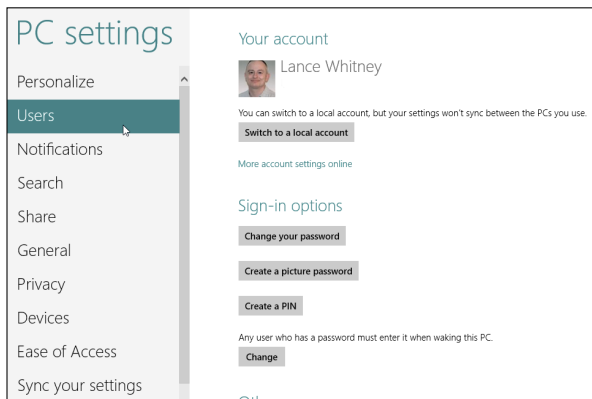 PC settings
Personalize
Users
Notifications
Search
Share
General
Privacy
Devices
Ease of Access
Sync your settings
Your account
Lance Whitney
You can switch to a local account, but your settings won't sync between the PCs you use.
Switch to a local account
More account settings online
Sign-in options
Change your password
Create a picture password
Create a PIN
Any user who has a password must enter it when waking this PC.
Change